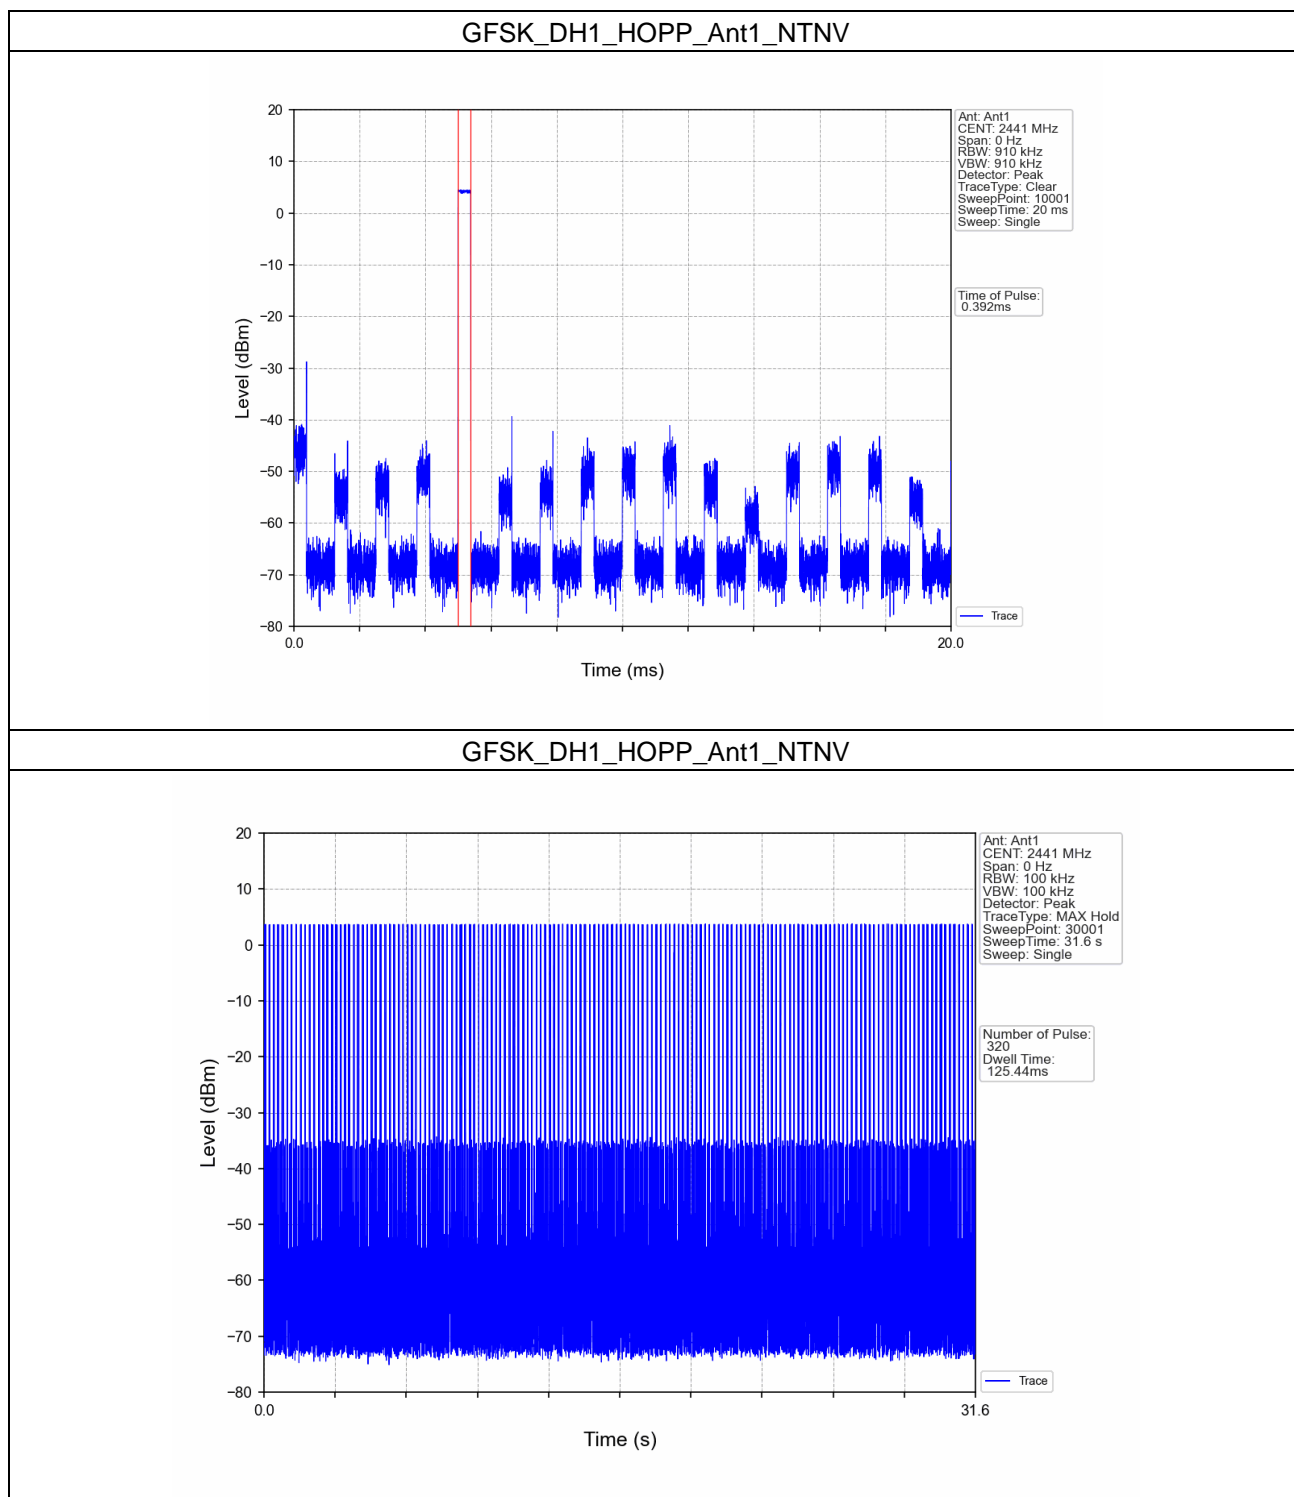 GFSK_DH1_HOPP_Ant1_NTNV
20
10
0
−10
−20
−30
−40
−50
−60
−70
−80
Level (dBm)
0.0
20.0
Time (ms)
Ant: Ant1
CENT: 2441 MHz
Span: 0 Hz
RBW: 910 kHz
VBW: 910 kHz
Detector: Peak
TraceType: Clear
SweepPoint: 10001
SweepTime: 20 ms
Sweep: Single
Time of Pulse:
0.392ms
Trace
GFSK_DH1_HOPP_Ant1_NTNV
20
10
0
−10
−20
−30
−40
−50
−60
−70
−80
Level (dBm)
0.0
31.6
Time (s)
Ant: Ant1
CENT: 2441 MHz
Span: 0 Hz
RBW: 100 kHz
VBW: 100 kHz
Detector: Peak
TraceType: MAX Hold
SweepPoint: 30001
SweepTime: 31.6 s
Sweep: Single
Number of Pulse:
320
Dwell Time:
125.44ms
Trace